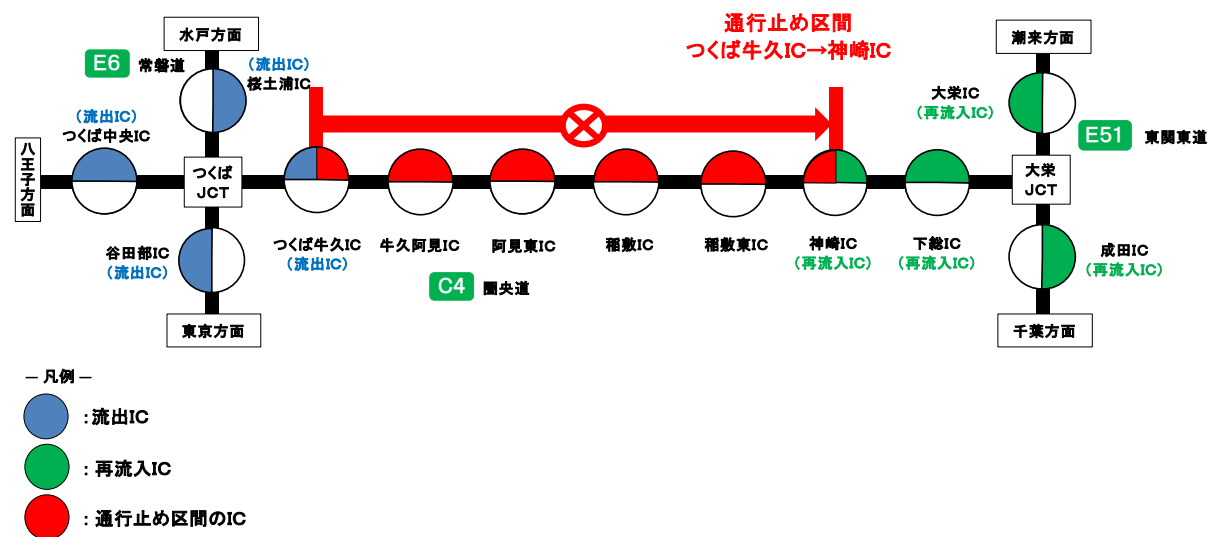 水戸方面
E6 常磐道
(流出IC)
桜土浦IC
(流出IC)
つくば中央IC
八王子方面
つくば
JCT
谷田部IC
(流出IC)
東京方面
通行止め区間
つくば牛久IC→神崎IC
つくば牛久IC
(流出IC)
牛久阿見IC
阿見東IC
稲敷IC
稲敷東IC
神崎IC
(再流入IC)
下総IC
(再流入IC)
C4 圏央道
潮来方面
大栄IC
(再流入IC)
E51 東関東道
大栄
JCT
成田IC
(再流入IC)
千葉方面
― 凡例 ―
:流出IC
:再流入IC
:通行止め区間のIC